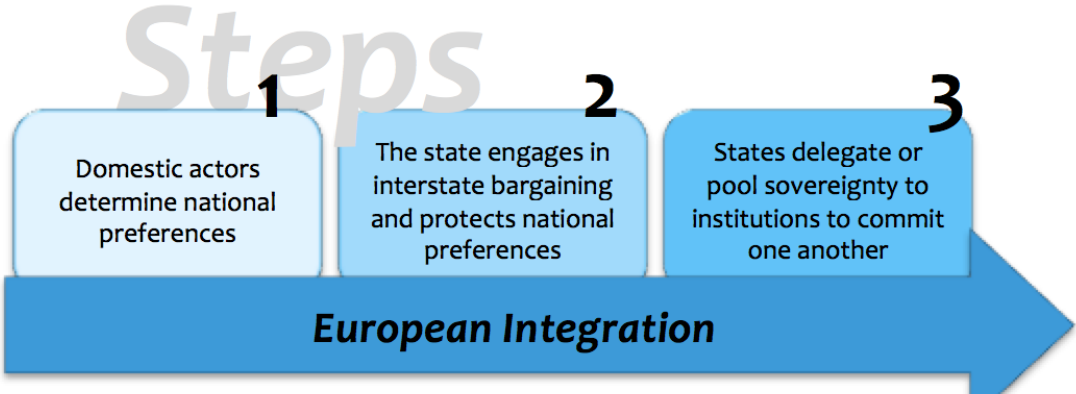 Steps
1
Domestic actors
determine national
preferences
2
The state engages in
interstate bargaining
and protects national
preferences
3
States delegate or
pool sovereignty to
institutions to commit
one another
European Integration